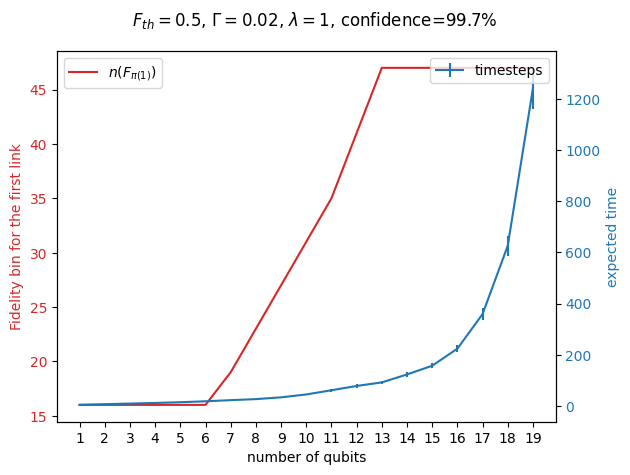 F_th = 0.5, Γ = 0.02, λ = 1, confidence=99.7%
n(F_π(1))
timesteps
Fidelity bin for the first link
45
40
35
30
25
20
15
1200
1000
800
600
400
200
0
expected time
1 2 3 4 5 6 7 8 9 10 11 12 13 14 15 16 17 18 19
number of qubits